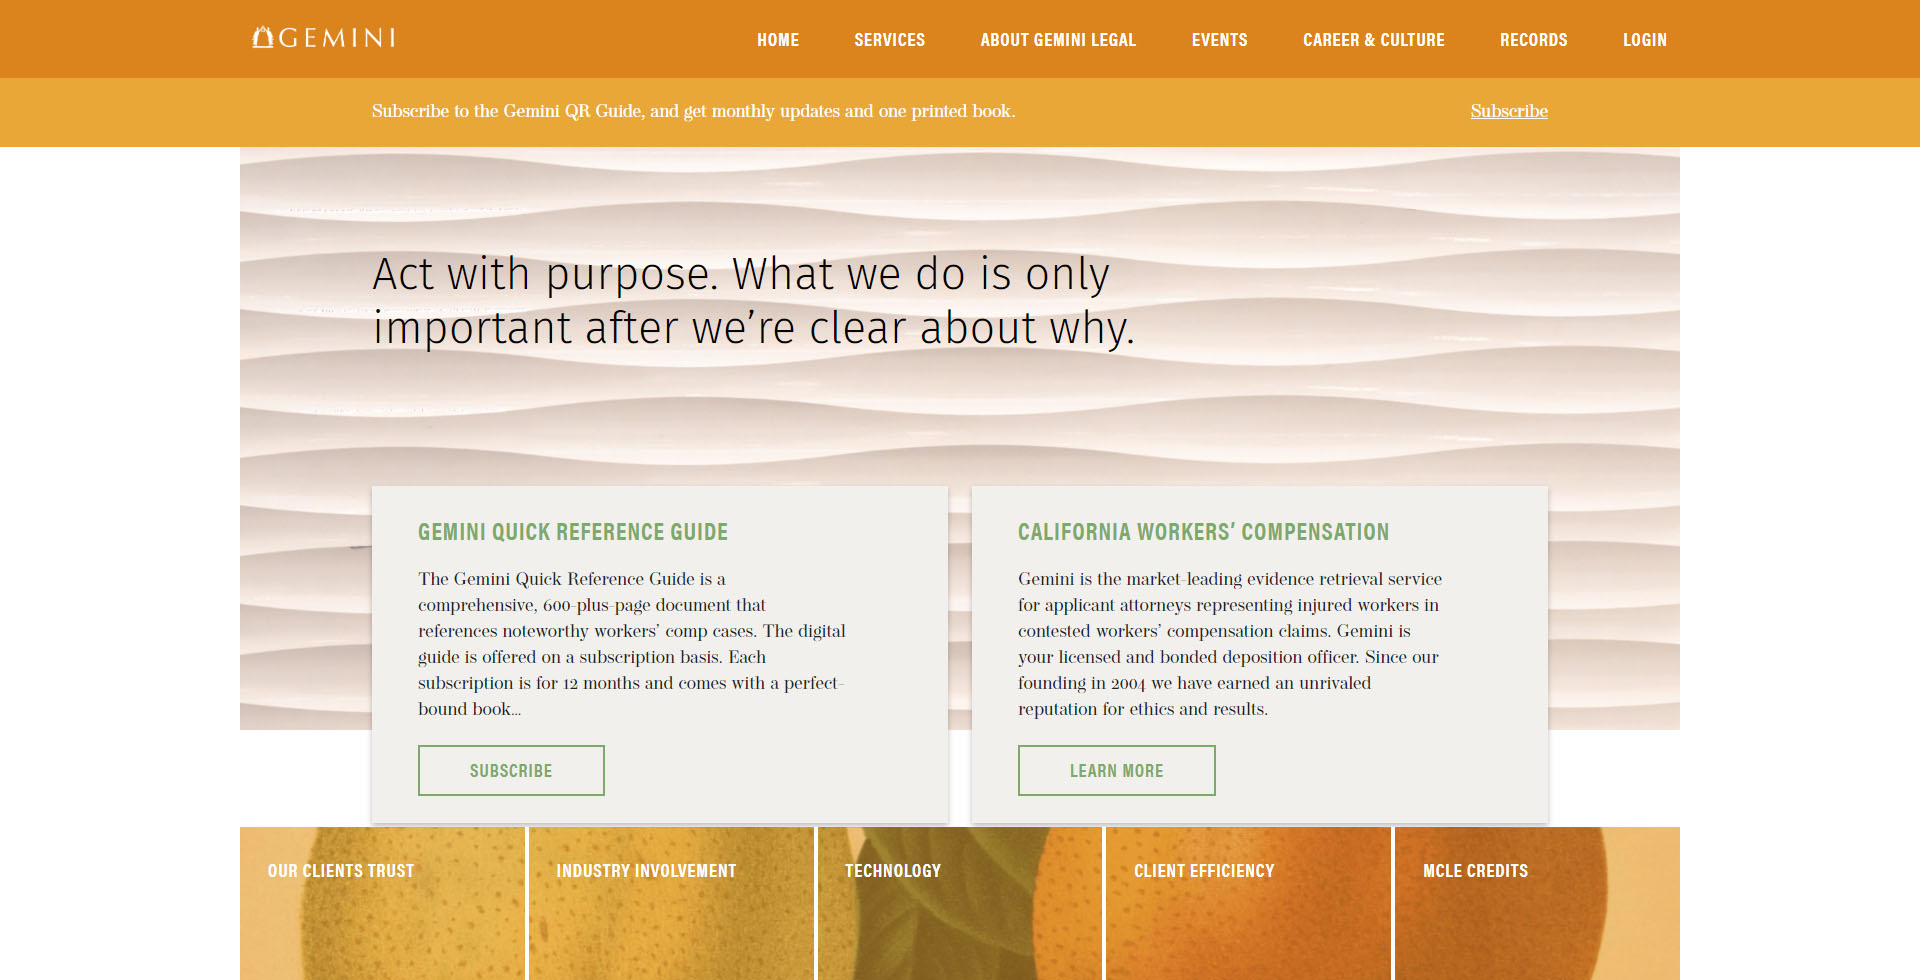 GEMINI
HOME SERVICES ABOUT GEMINI LEGAL EVENTS CAREER & CULTURE RECORDS LOGIN
Subscribe to the Gemini QR Guide, and get monthly updates and one printed book. Subscribe
Act with purpose. What we do is only
important after we’re clear about why.
GEMINI QUICK REFERENCE GUIDE
The Gemini Quick Reference Guide is a
comprehensive, 600-plus-page document that
references noteworthy workers’ comp cases. The digital
guide is offered on a subscription basis. Each
subscription is for 12 months and comes with a perfect-
bound book...
SUBSCRIBE
CALIFORNIA WORKERS’ COMPENSATION
Gemini is the market-leading evidence retrieval service
for applicant attorneys representing injured workers in
contested workers’ compensation claims. Gemini is
your licensed and bonded deposition officer. Since our
founding in 2004 we have earned an unrivaled
reputation for ethics and results.
LEARN MORE
OUR CLIENTS TRUST
INDUSTRY INVOLVEMENT
TECHNOLOGY
CLIENT EFFICIENCY
MCLE CREDITS